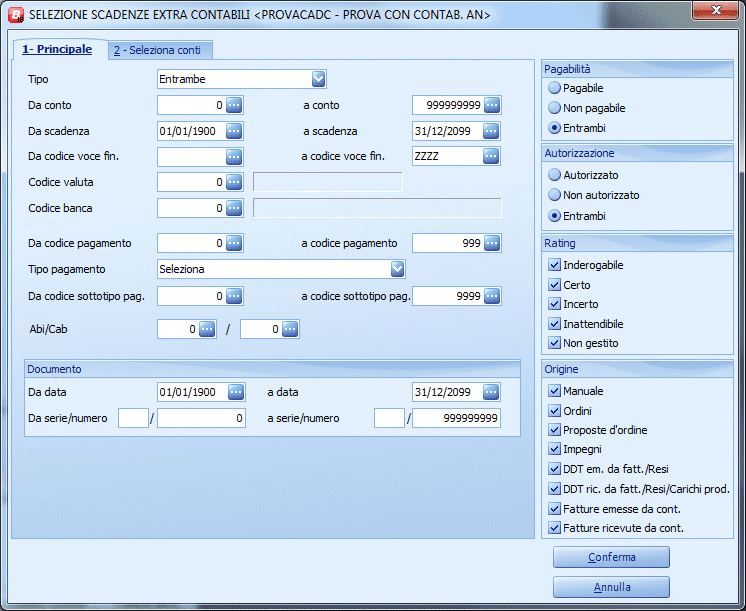 SELEZIONE SCADENZE EXTRA CONTABILI <PROVACADC - PROVA CON CONTAB. AN>
1- Principale
2 - Seleziona conti
Tipo
Entrambe
Da conto
0
a conto
999999999
Da scadenza
01/01/1900
a scadenza
31/12/2099
Da codice voce fin.
a codice voce fin.
ZZZZ
Codice valuta
0
Codice banca
0
Da codice pagamento
0
a codice pagamento
999
Tipo pagamento
Seleziona
Da codice sottotipo pag.
0
a codice sottotipo pag.
9999
Abi/Cab
0
/
0
Documento
Da data
01/01/1900
a data
31/12/2099
Da serie/numero
/
0
a serie/numero
/
999999999
Pagabilità
Pagabile
Non pagabile
Entrambi
Autorizzazione
Autorizzato
Non autorizzato
Entrambi
Rating
Inderogabile
Certo
Incerto
Inattendibile
Non gestito
Origine
Manuale
Ordini
Proposte d'ordine
Impegni
DDT em. da fatt./Resi
DDT ric. da fatt./Resi/Carichi prod.
Fatture emesse da cont.
Fatture ricevute da cont.
Conferma
Annulla